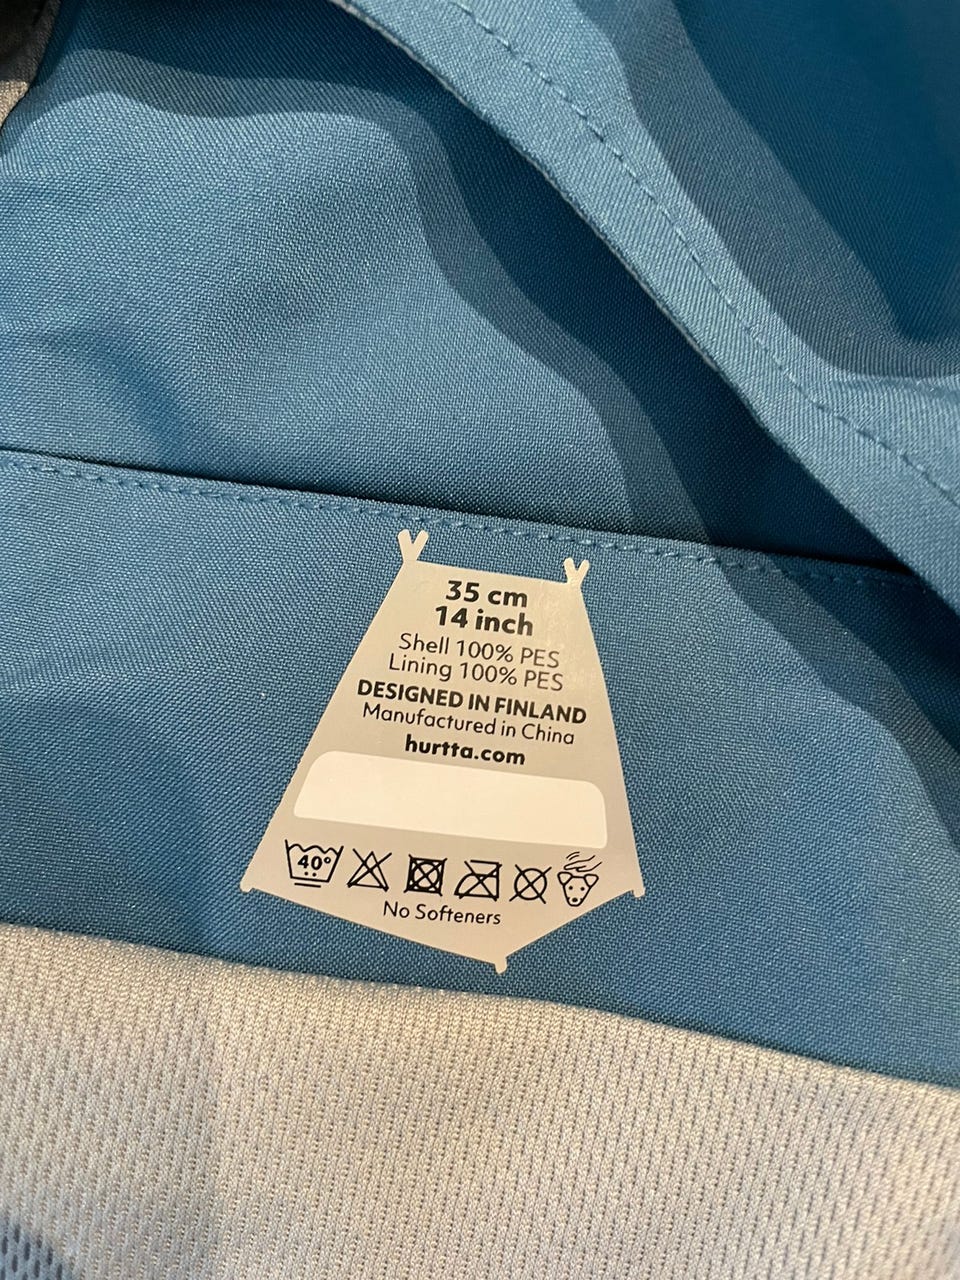 35 cm
14 inch
Shell 100% PES
Lining 100% PES
DESIGNED IN FINLAND
Manufactured in China
hurtta.com
40°
No Softeners